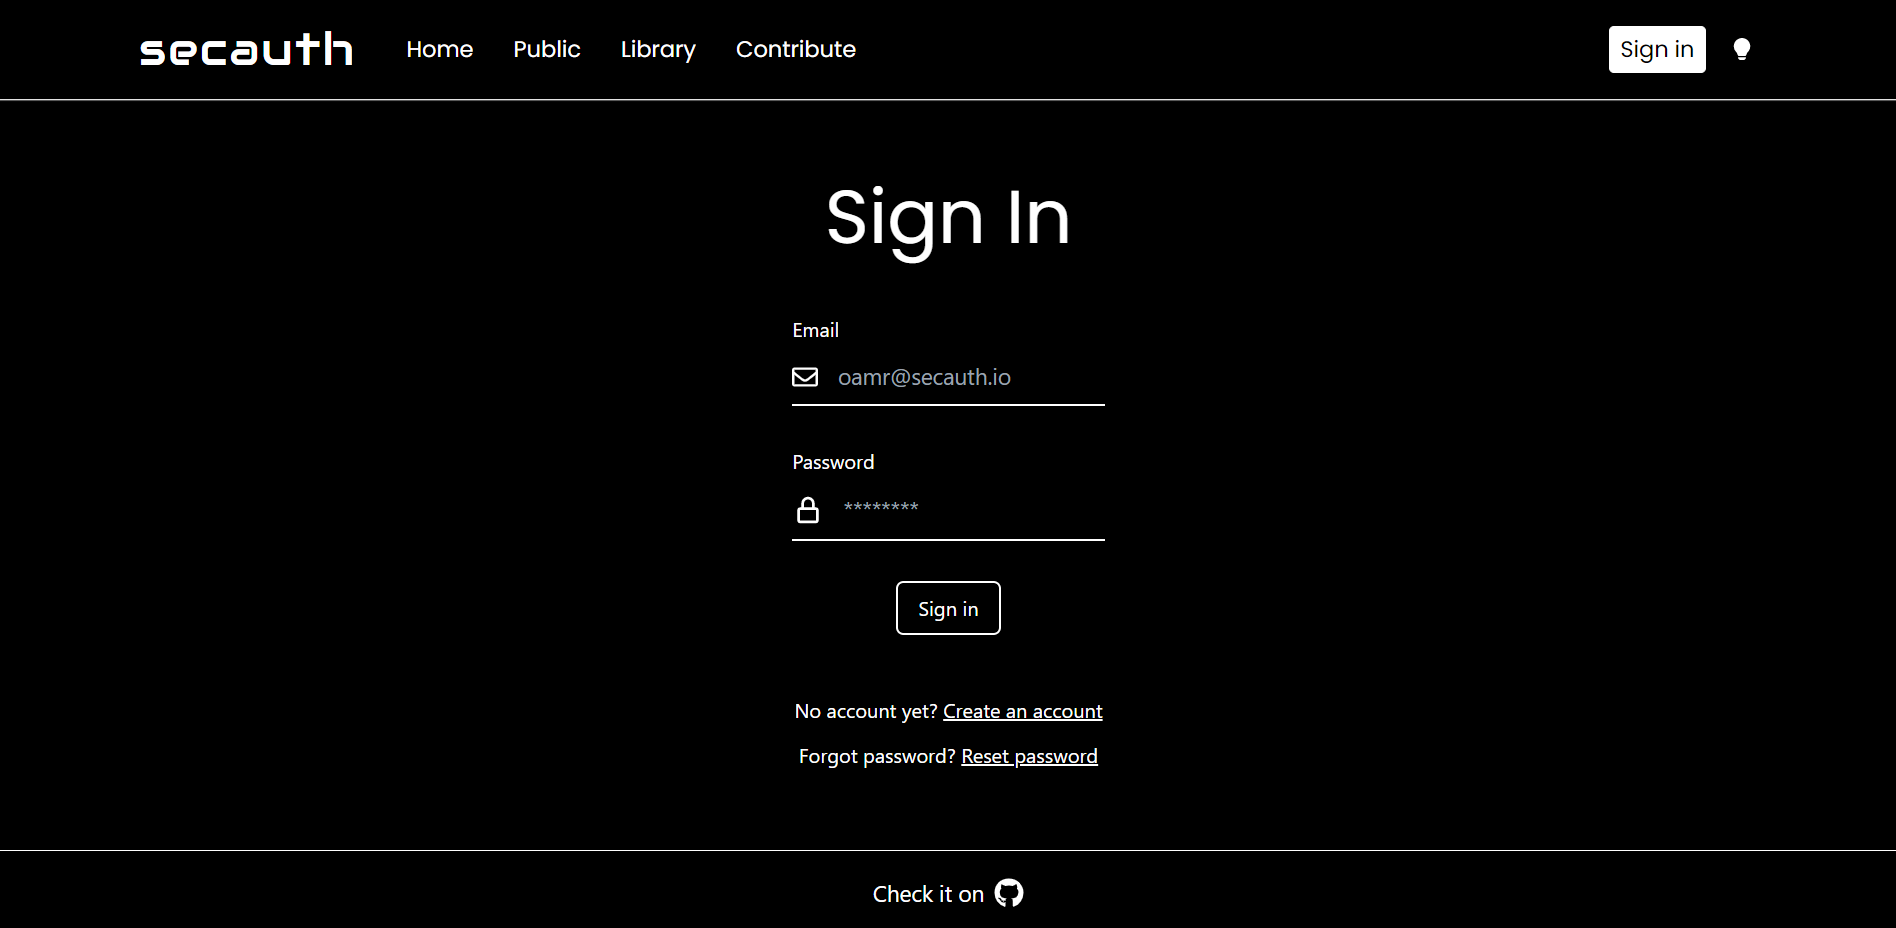 secauth Home Public Library Contribute Sign in
Sign In
Email
oamr@secauth.io
Password
********
Sign in
No account yet? Create an account
Forgot password? Reset password
Check it on